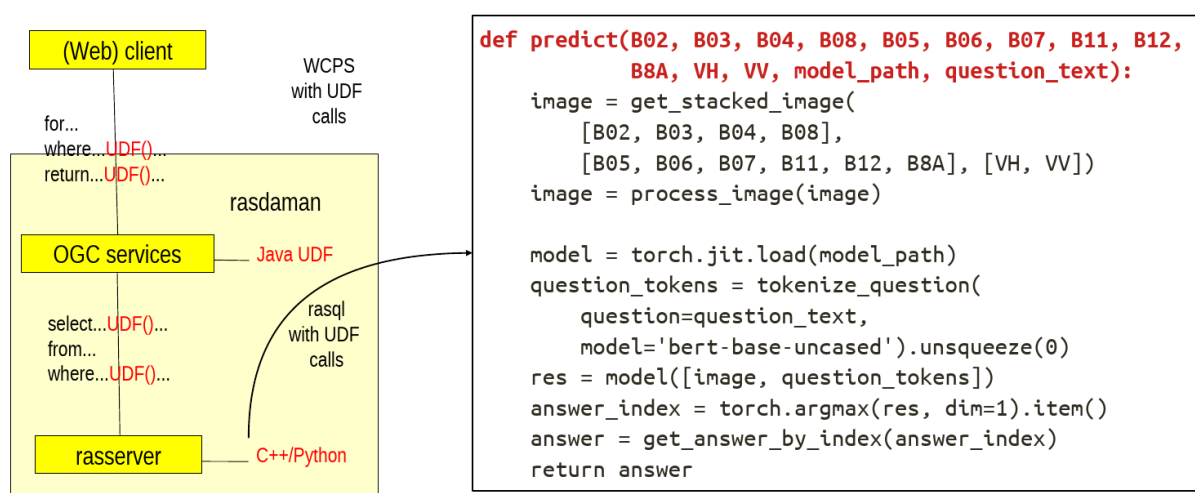 (Web) client
WCPS
with UDF
calls
for...
where...UDF()...
return...UDF()...
rasdaman
OGC services
Java UDF
select...UDF()...
from...
where...UDF()...
rasql
with UDF
calls
rasserver
C++/Python
def predict(B02, B03, B04, B08, B05, B06, B07, B11, B12,
B8A, VH, VV, model_path, question_text):
image = get_stacked_image(
[B02, B03, B04, B08],
[B05, B06, B07, B11, B12, B8A], [VH, VV])
image = process_image(image)
model = torch.jit.load(model_path)
question_tokens = tokenize_question(
question=question_text,
model='bert-base-uncased').unsqueeze(0)
res = model([image, question_tokens])
answer_index = torch.argmax(res, dim=1).item()
answer = get_answer_by_index(answer_index)
return answer